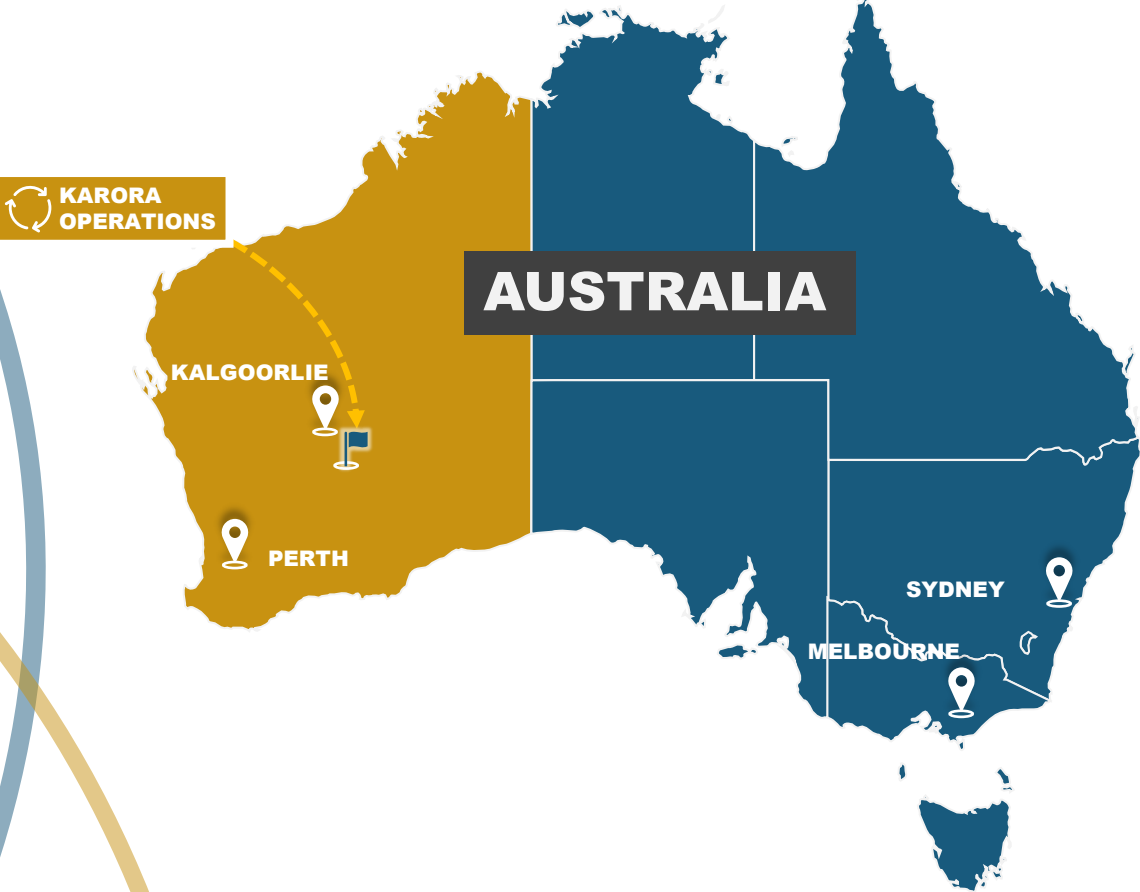 KARORA
OPERATIONS
AUSTRALIA
KALGOORLIE
PERTH
SYDNEY
MELBOURNE